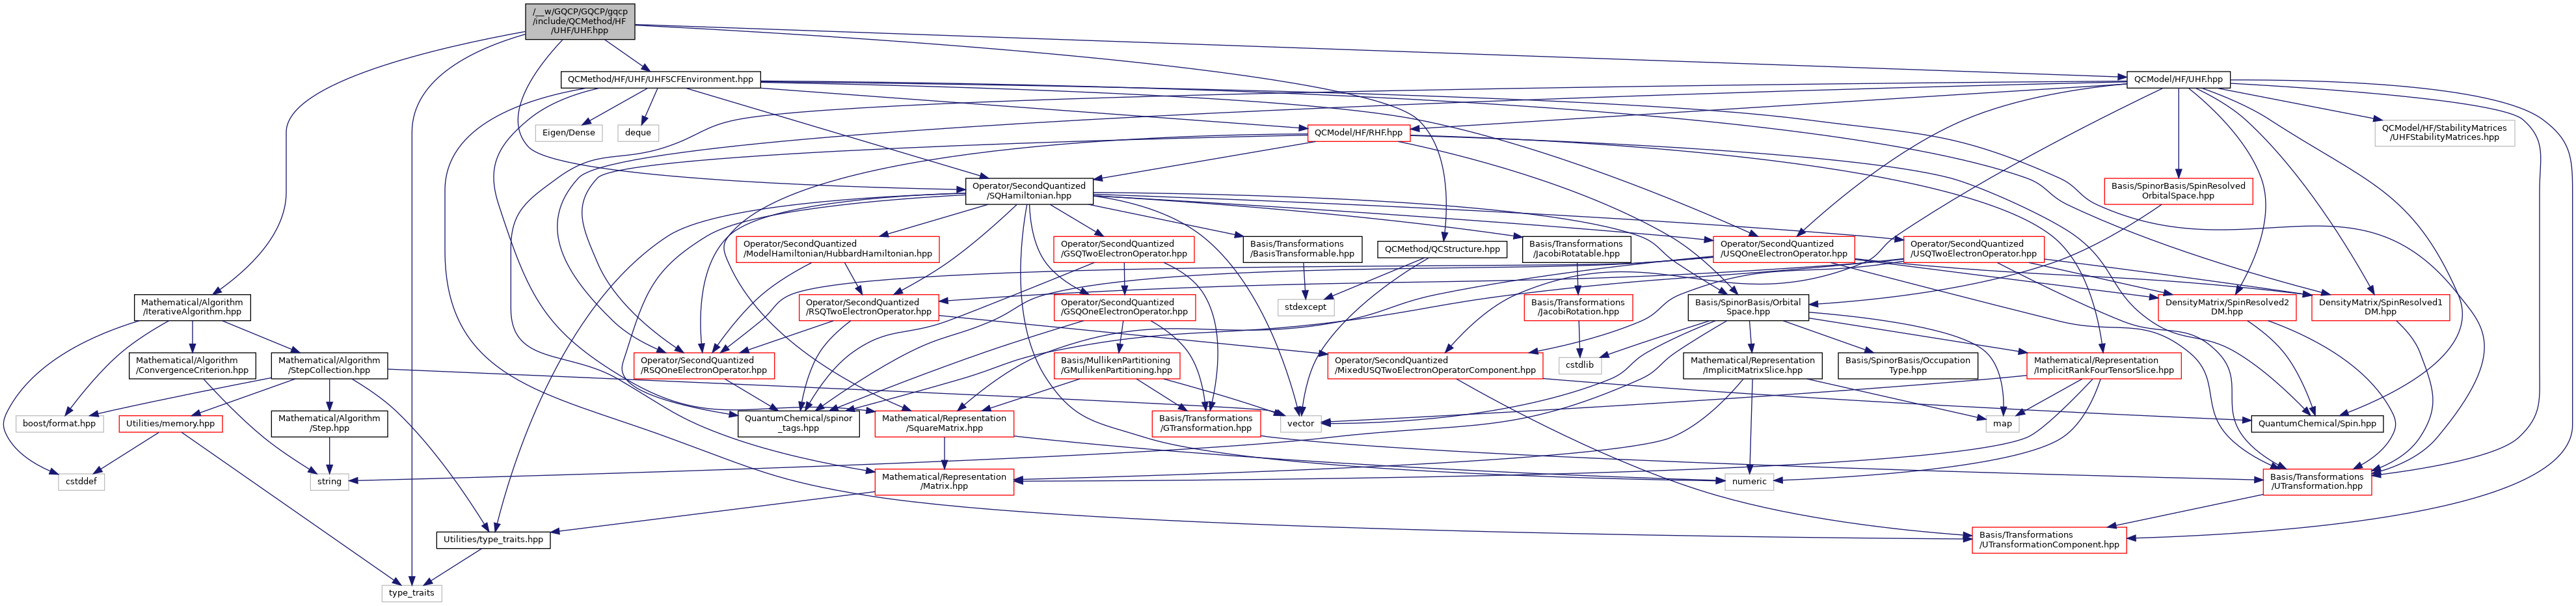 /__w/GQCP/GQCP/gqcp
/include/QCMethod/HF
/UHF/UHF.hpp
QCMethod/HF/UHF/UHFSCFEnvironment.hpp
QCModel/HF/UHF.hpp
Eigen/Dense
deque
QCModel/HF/RHF.hpp
QCModel/HF/StabilityMatrices
/UHFStabilityMatrices.hpp
Operator/SecondQuantized
/SQHamiltonian.hpp
Basis/SpinorBasis/SpinResolved
OrbitalSpace.hpp
Operator/SecondQuantized
/ModelHamiltonian/HubbardHamiltonian.hpp
Operator/SecondQuantized
/GSQTwoElectronOperator.hpp
Basis/Transformations
/BasisTransformable.hpp
QCMethod/QCStructure.hpp
Basis/Transformations
/JacobiRotatable.hpp
Operator/SecondQuantized
/USQOneElectronOperator.hpp
Operator/SecondQuantized
/USQTwoElectronOperator.hpp
Mathematical/Algorithm
/IterativeAlgorithm.hpp
Operator/SecondQuantized
/RSQTwoElectronOperator.hpp
Operator/SecondQuantized
/GSQOneElectronOperator.hpp
stdexcept
Basis/Transformations
/JacobiRotation.hpp
Basis/SpinorBasis/Orbital
Space.hpp
DensityMatrix/SpinResolved2
DM.hpp
DensityMatrix/SpinResolved1
DM.hpp
Mathematical/Algorithm
/ConvergenceCriterion.hpp
Mathematical/Algorithm
/StepCollection.hpp
Operator/SecondQuantized
/RSQOneElectronOperator.hpp
Basis/MullikenPartitioning
/GMullikenPartitioning.hpp
Operator/SecondQuantized
/MixedUSQTwoElectronOperatorComponent.hpp
cstdlib
Mathematical/Representation
/ImplicitMatrixSlice.hpp
Basis/SpinorBasis/Occupation
Type.hpp
Mathematical/Representation
/ImplicitRankFourTensorSlice.hpp
boost/format.hpp
Utilities/memory.hpp
Mathematical/Algorithm
/Step.hpp
QuantumChemical/spinor
_tags.hpp
Mathematical/Representation
/SquareMatrix.hpp
Basis/Transformations
/GTransformation.hpp
vector
map
QuantumChemical/Spin.hpp
cstddef
string
Mathematical/Representation
/Matrix.hpp
numeric
Basis/Transformations
/UTransformation.hpp
Utilities/type_traits.hpp
Basis/Transformations
/UTransformationComponent.hpp
type_traits